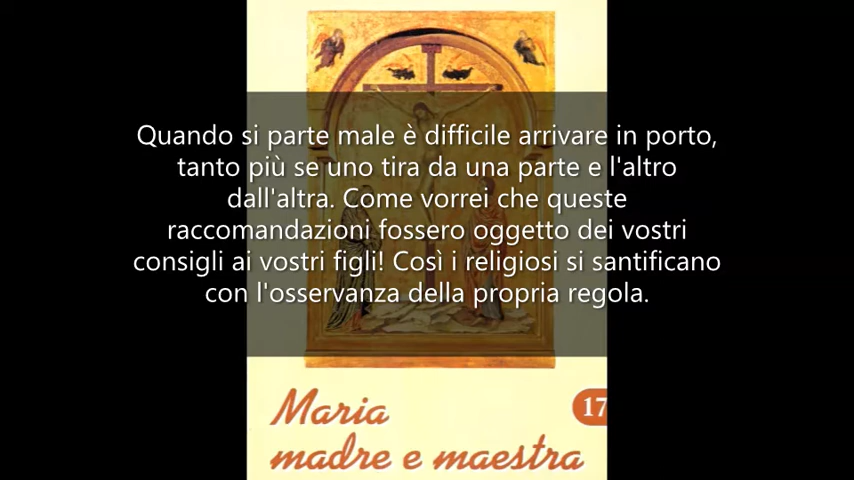 Quando si parte male è difficile arrivare in porto,
tanto più se uno tira da una parte e l'altro
dall'altra. Come vorrei che queste
raccomandazioni fossero oggetto dei vostri
consigli ai vostri figli! Così i religiosi si santificano
con l'osservanza della propria regola.
Maria
17
madre e maestra